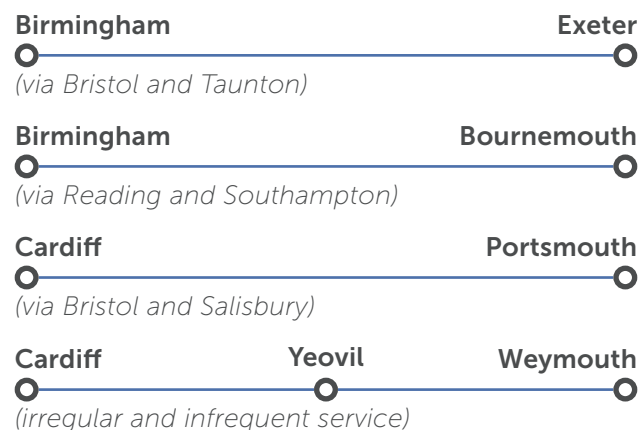 Birmingham Exeter
(via Bristol and Taunton)
Birmingham Bournemouth
(via Reading and Southampton)
Cardiff Portsmouth
(via Bristol and Salisbury)
Cardiff Yeovil Weymouth
(irregular and infrequent service)